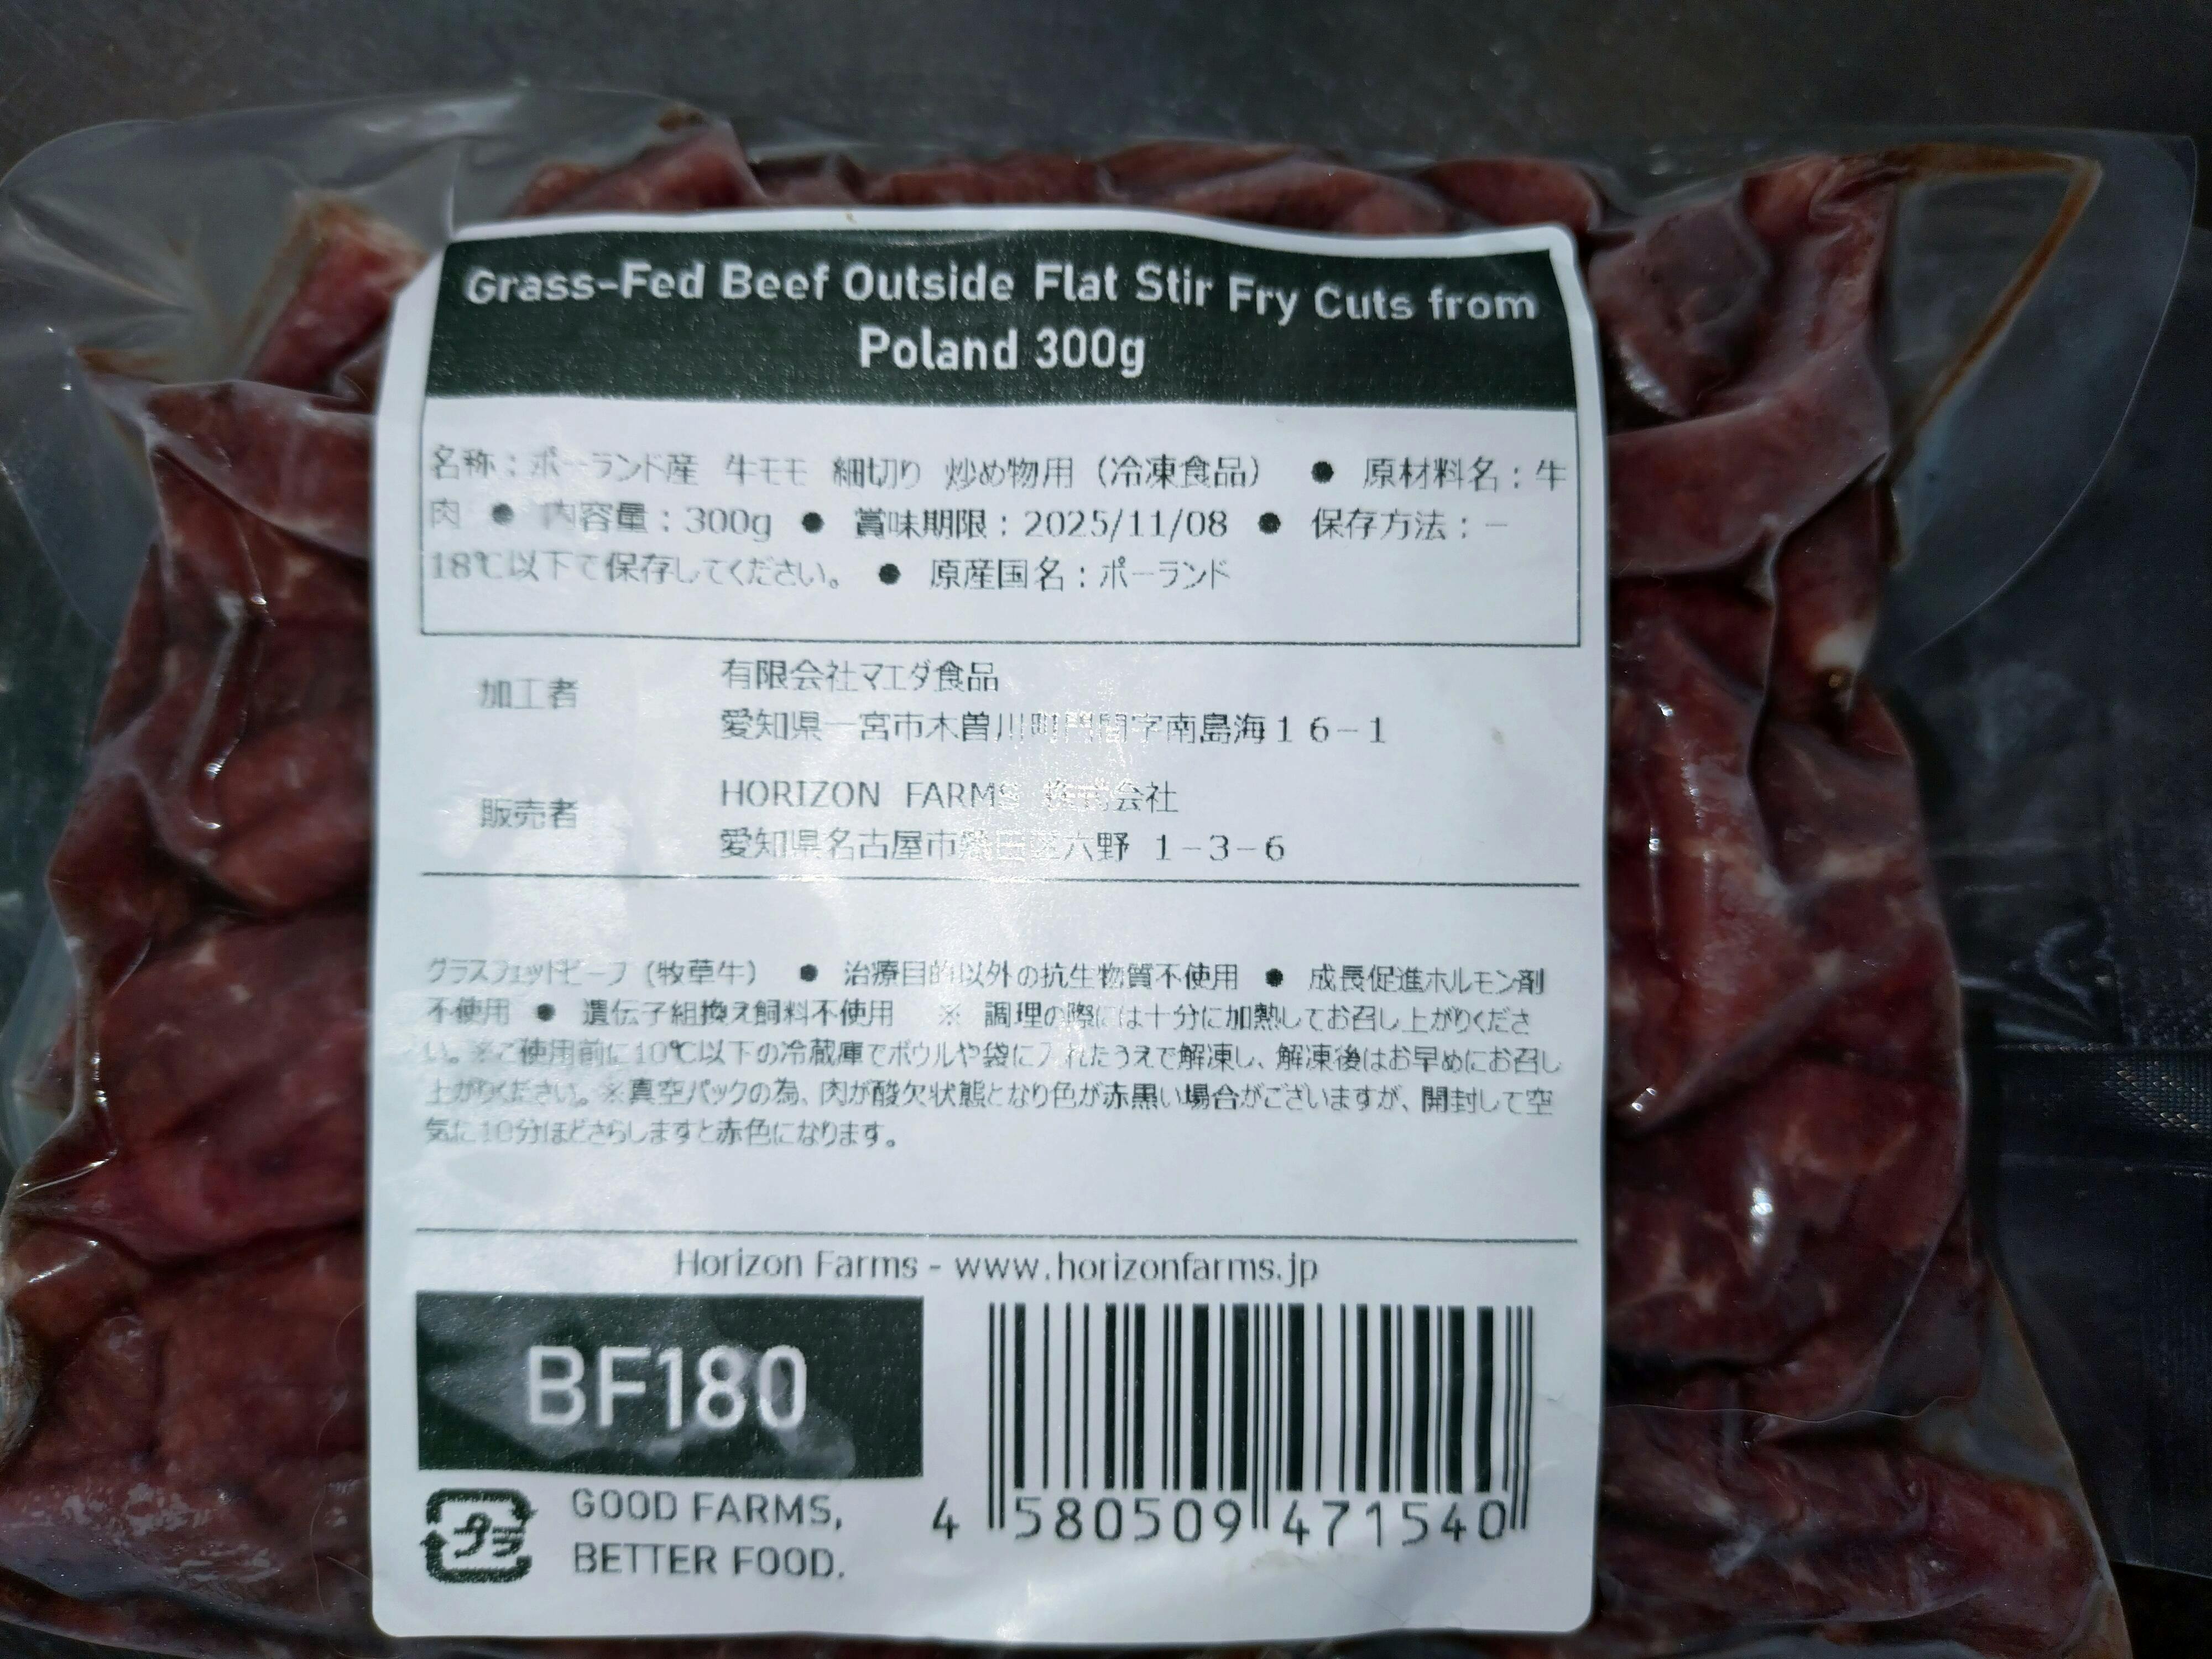 Grass-Fed Beef Outside Flat Stir Fry Cuts from
Poland 300g
名称：ポーランド産 牛モモ 細切り 炒め物用（冷凍食品） ● 原材料名：牛
肉 ● 内容量：300g ● 賞味期限：2025/11/08 ● 保存方法：－
18℃以下で保存してください。 ● 原産国名：ポーランド
加工者
有限会社マエダ食品
愛知県一宮市木曽川町門間字南島海１６－１
販売者
HORIZON FARMS 株式会社
愛知県名古屋市 六野 １－３－６
グラスフェッドビーフ（牧草牛） ● 治療目的以外の抗生物質不使用 ● 成長促進ホルモン剤
不使用 ● 遺伝子組換え飼料不使用 ※ 調理の際には十分に加熱してお召し上がりくださ
い。※ご使用前に10℃以下の冷蔵庫でボウルや袋に入れたうえで解凍し、解凍後はお早めにお召し
上がりください。※真空パックの為、肉が酸欠状態となり色が赤黒い場合がございますが、開封して空
気に10分ほどさらしますと赤色になります。
Horizon Farms - www.horizonfarms.jp
BF180
プラ
GOOD FARMS,
BETTER FOOD.
4 580509 471540